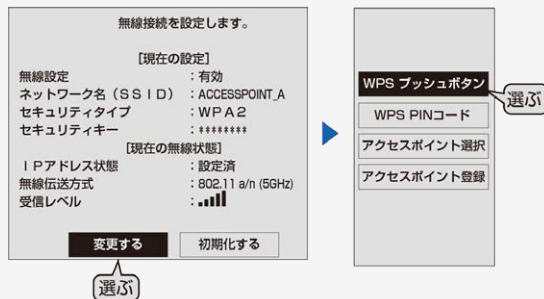 無線接続を設定します。
[現在の設定]
無線設定 ：有効
ネットワーク名（ＳＳＩＤ）：ACCESSPOINT_A
セキュリティタイプ ：ＷＰＡ２
セキュリティキー ：********
[現在の無線状態]
ＩＰアドレス状態 ：設定済
無線伝送方式 ：802.11 a/n (5GHz)
受信レベル ：
変更する 初期化する
選ぶ
WPS プッシュボタン
選ぶ
WPS PINコード
アクセスポイント選択
アクセスポイント登録